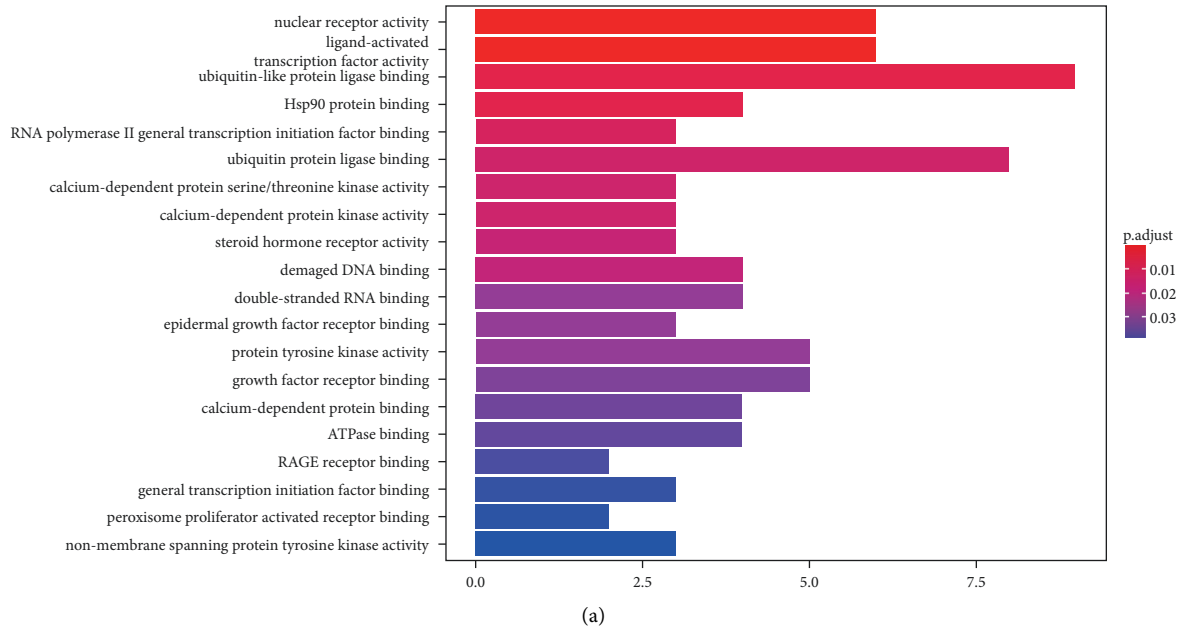 nuclear receptor activity
ligand-activated
transcription factor activity
ubiquitin-like protein ligase binding
Hsp90 protein binding
RNA polymerase II general transcription initiation factor binding
ubiquitin protein ligase binding
calcium-dependent protein serine/threonine kinase activity
calcium-dependent protein kinase activity
steroid hormone receptor activity
demaged DNA binding
double-stranded RNA binding
epidermal growth factor receptor binding
protein tyrosine kinase activity
growth factor receptor binding
calcium-dependent protein binding
ATPase binding
RAGE receptor binding
general transcription initiation factor binding
peroxisome proliferator activated receptor binding
non-membrane spanning protein tyrosine kinase activity
0.0 2.5 5.0 7.5
p.adjust
0.01
0.02
0.03
(a)